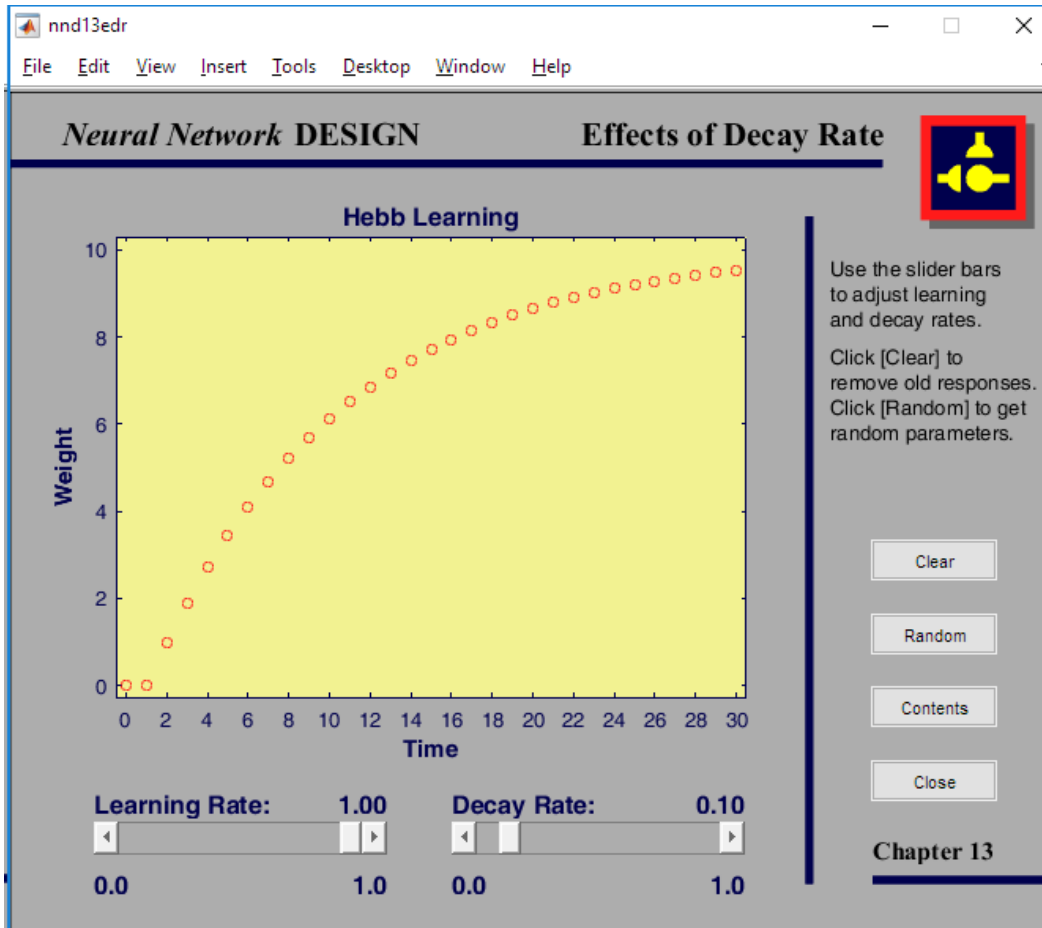 nnd13edr
File Edit View Insert Tools Desktop Window Help
Neural Network DESIGN
Effects of Decay Rate
Hebb Learning
10
8
6
4
2
0
Weight
0 2 4 6 8 10 12 14 16 18 20 22 24 26 28 30
Time
Use the slider bars
to adjust learning
and decay rates.
Click [Clear] to
remove old responses.
Click [Random] to get
random parameters.
Clear
Random
Contents
Close
Learning Rate: 1.00
0.0 1.0
Decay Rate: 0.10
0.0 1.0
Chapter 13